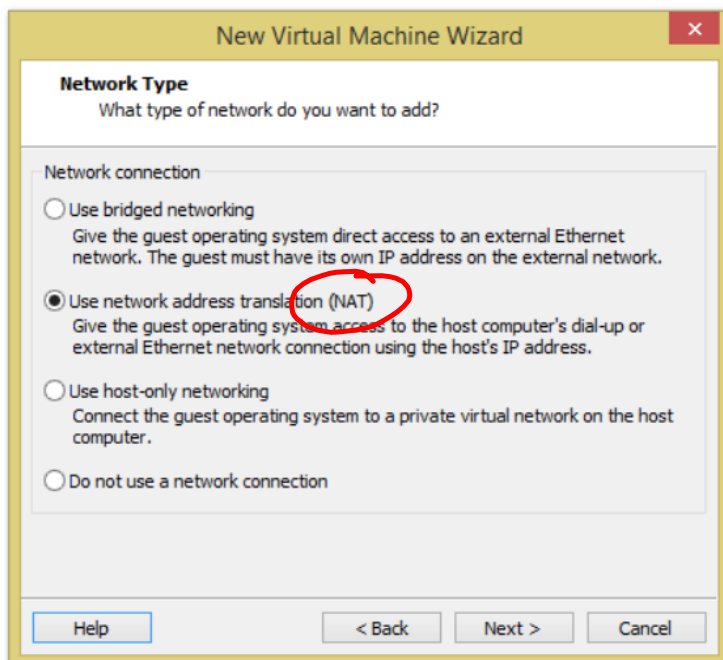 New Virtual Machine Wizard
Network Type
What type of network do you want to add?
Network connection
Use bridged networking
Give the guest operating system direct access to an external Ethernet
network. The guest must have its own IP address on the external network.
Use network address translation (NAT)
Give the guest operating system access to the host computer's dial-up or
external Ethernet network connection using the host's IP address.
Use host-only networking
Connect the guest operating system to a private virtual network on the host
computer.
Do not use a network connection
Help
< Back
Next >
Cancel